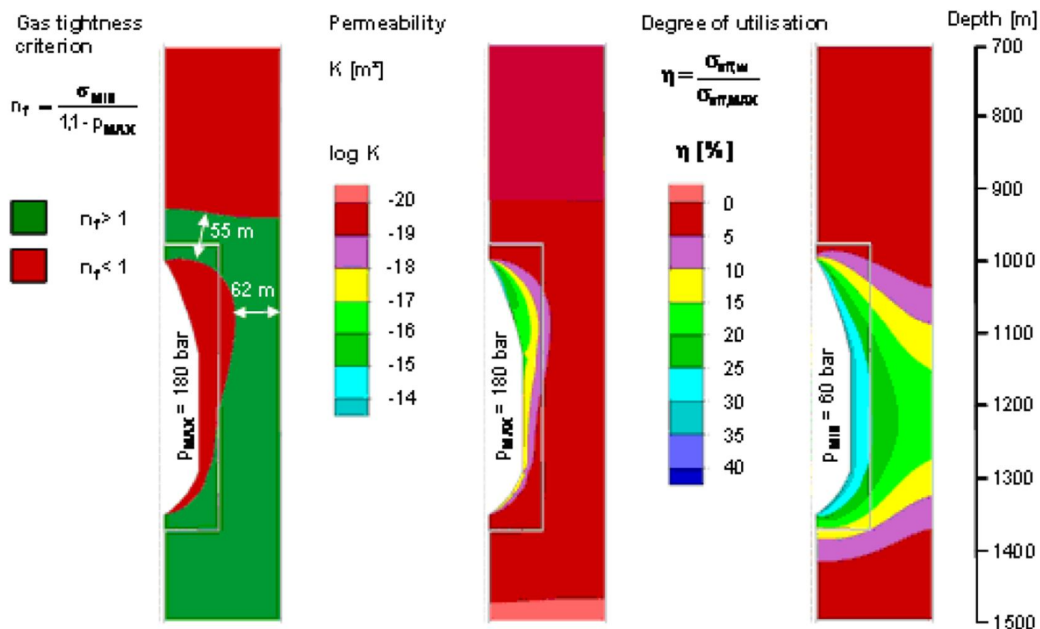 Gas tightness
criterion
n_f = σ_MIN / 1,1 · p_MAX
n_f > 1
n_f < 1
55 m
62 m
p_MAX = 180 bar
Permeability
K [m²]
log K
-20
-19
-18
-17
-16
-15
-14
p_MAX = 180 bar
Degree of utilisation
η = σ_eff,w / σ_eff,MAX
η [%]
0
5
10
15
20
25
30
35
40
p_MIN = 60 bar
Depth [m]
700
800
900
1000
1100
1200
1300
1400
1500